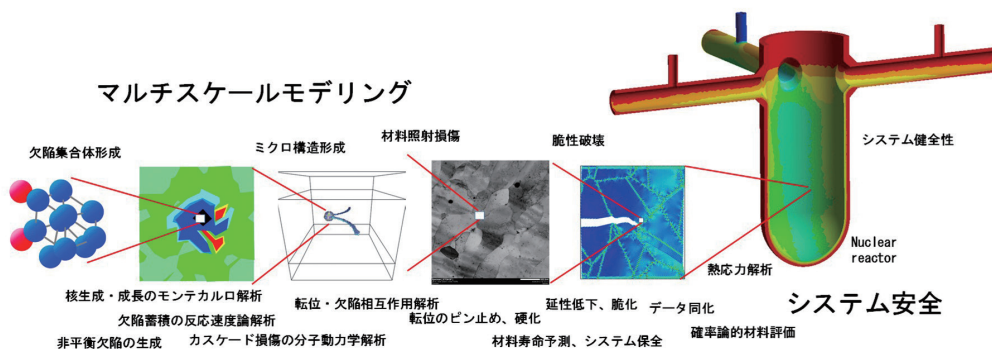 マルチスケールモデリング
欠陥集合体形成
ミクロ構造形成
材料照射損傷
脆性破壊
システム健全性
Nuclear
reactor
熱応力解析
システム安全
核生成・成長のモンテカルロ解析
転位・欠陥相互作用解析
延性低下、脆化
データ同化
欠陥蓄積の反応速度論解析
転位のピン止め、硬化
確率論的材料評価
非平衡欠陥の生成
カスケード損傷の分子動力学解析
材料寿命予測、システム保全